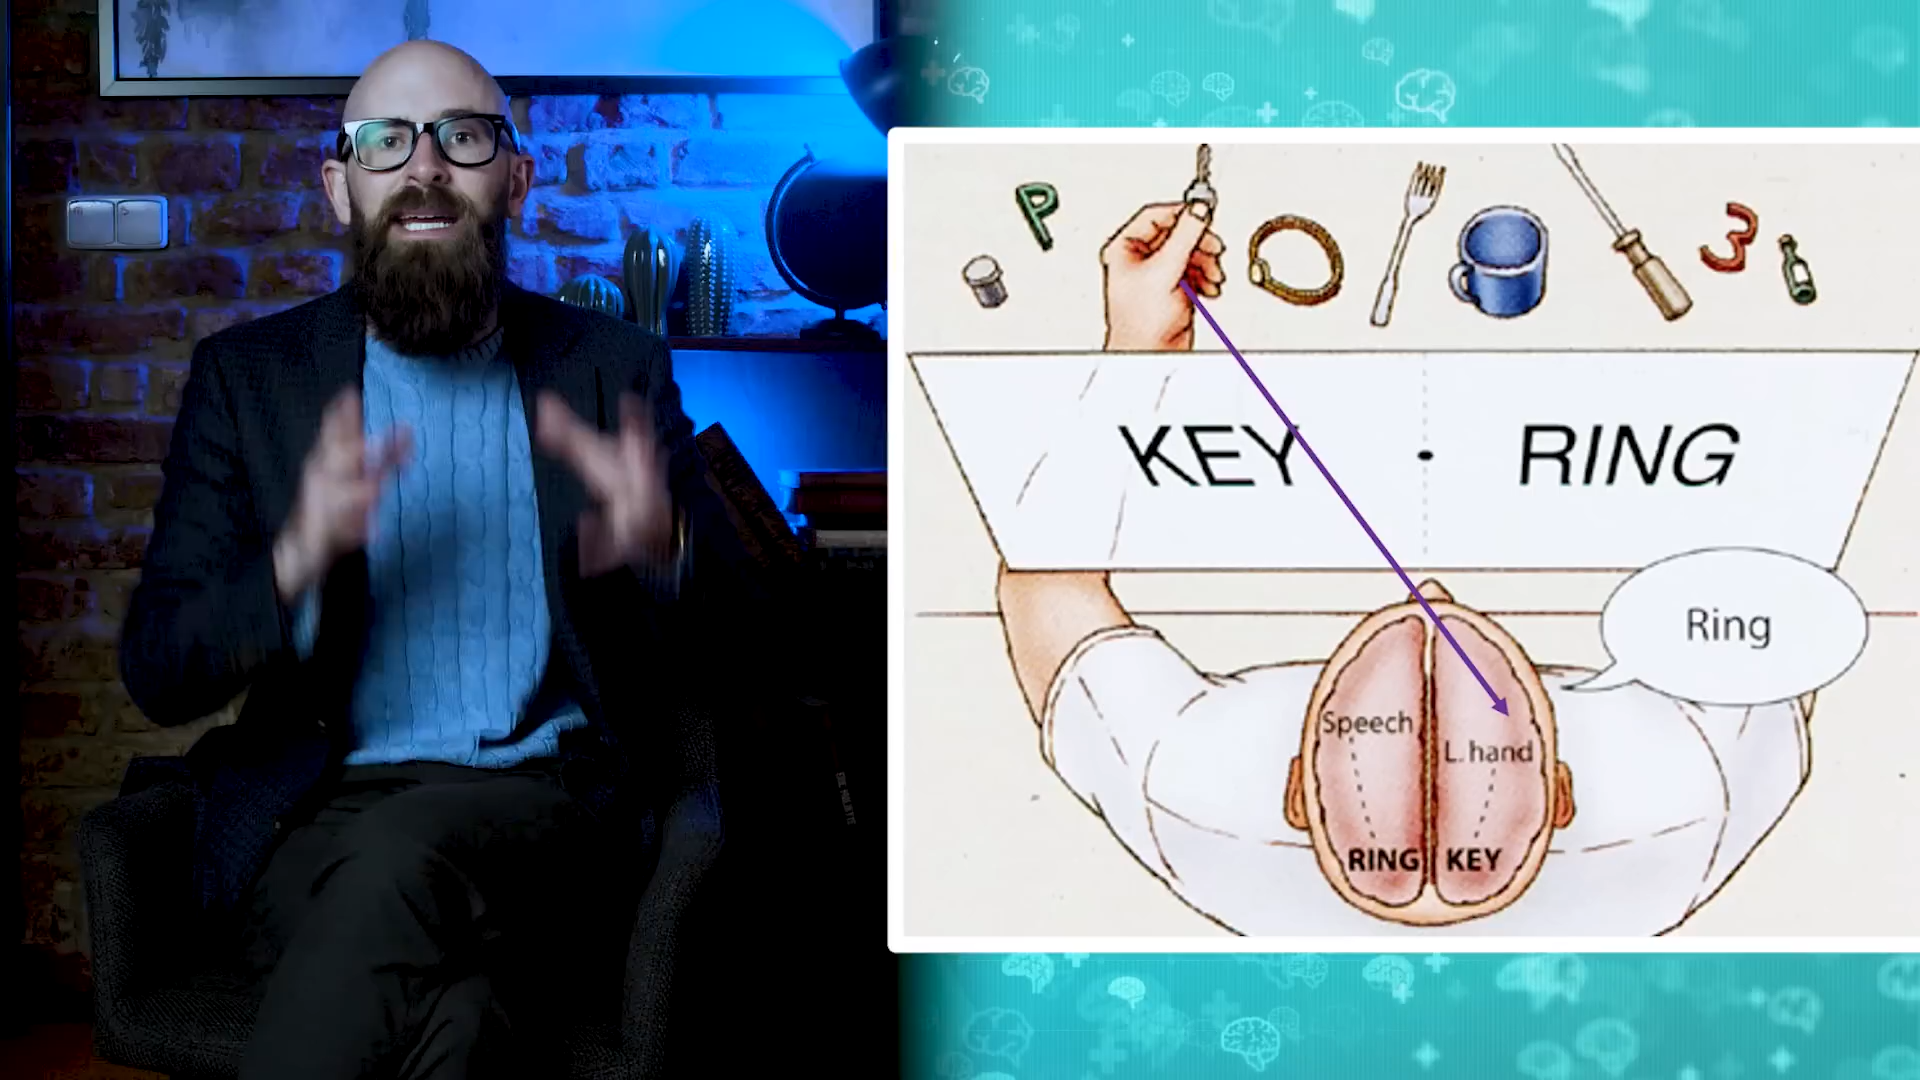 P
3
KEY • RING
Ring
Speech
L. hand
RING KEY